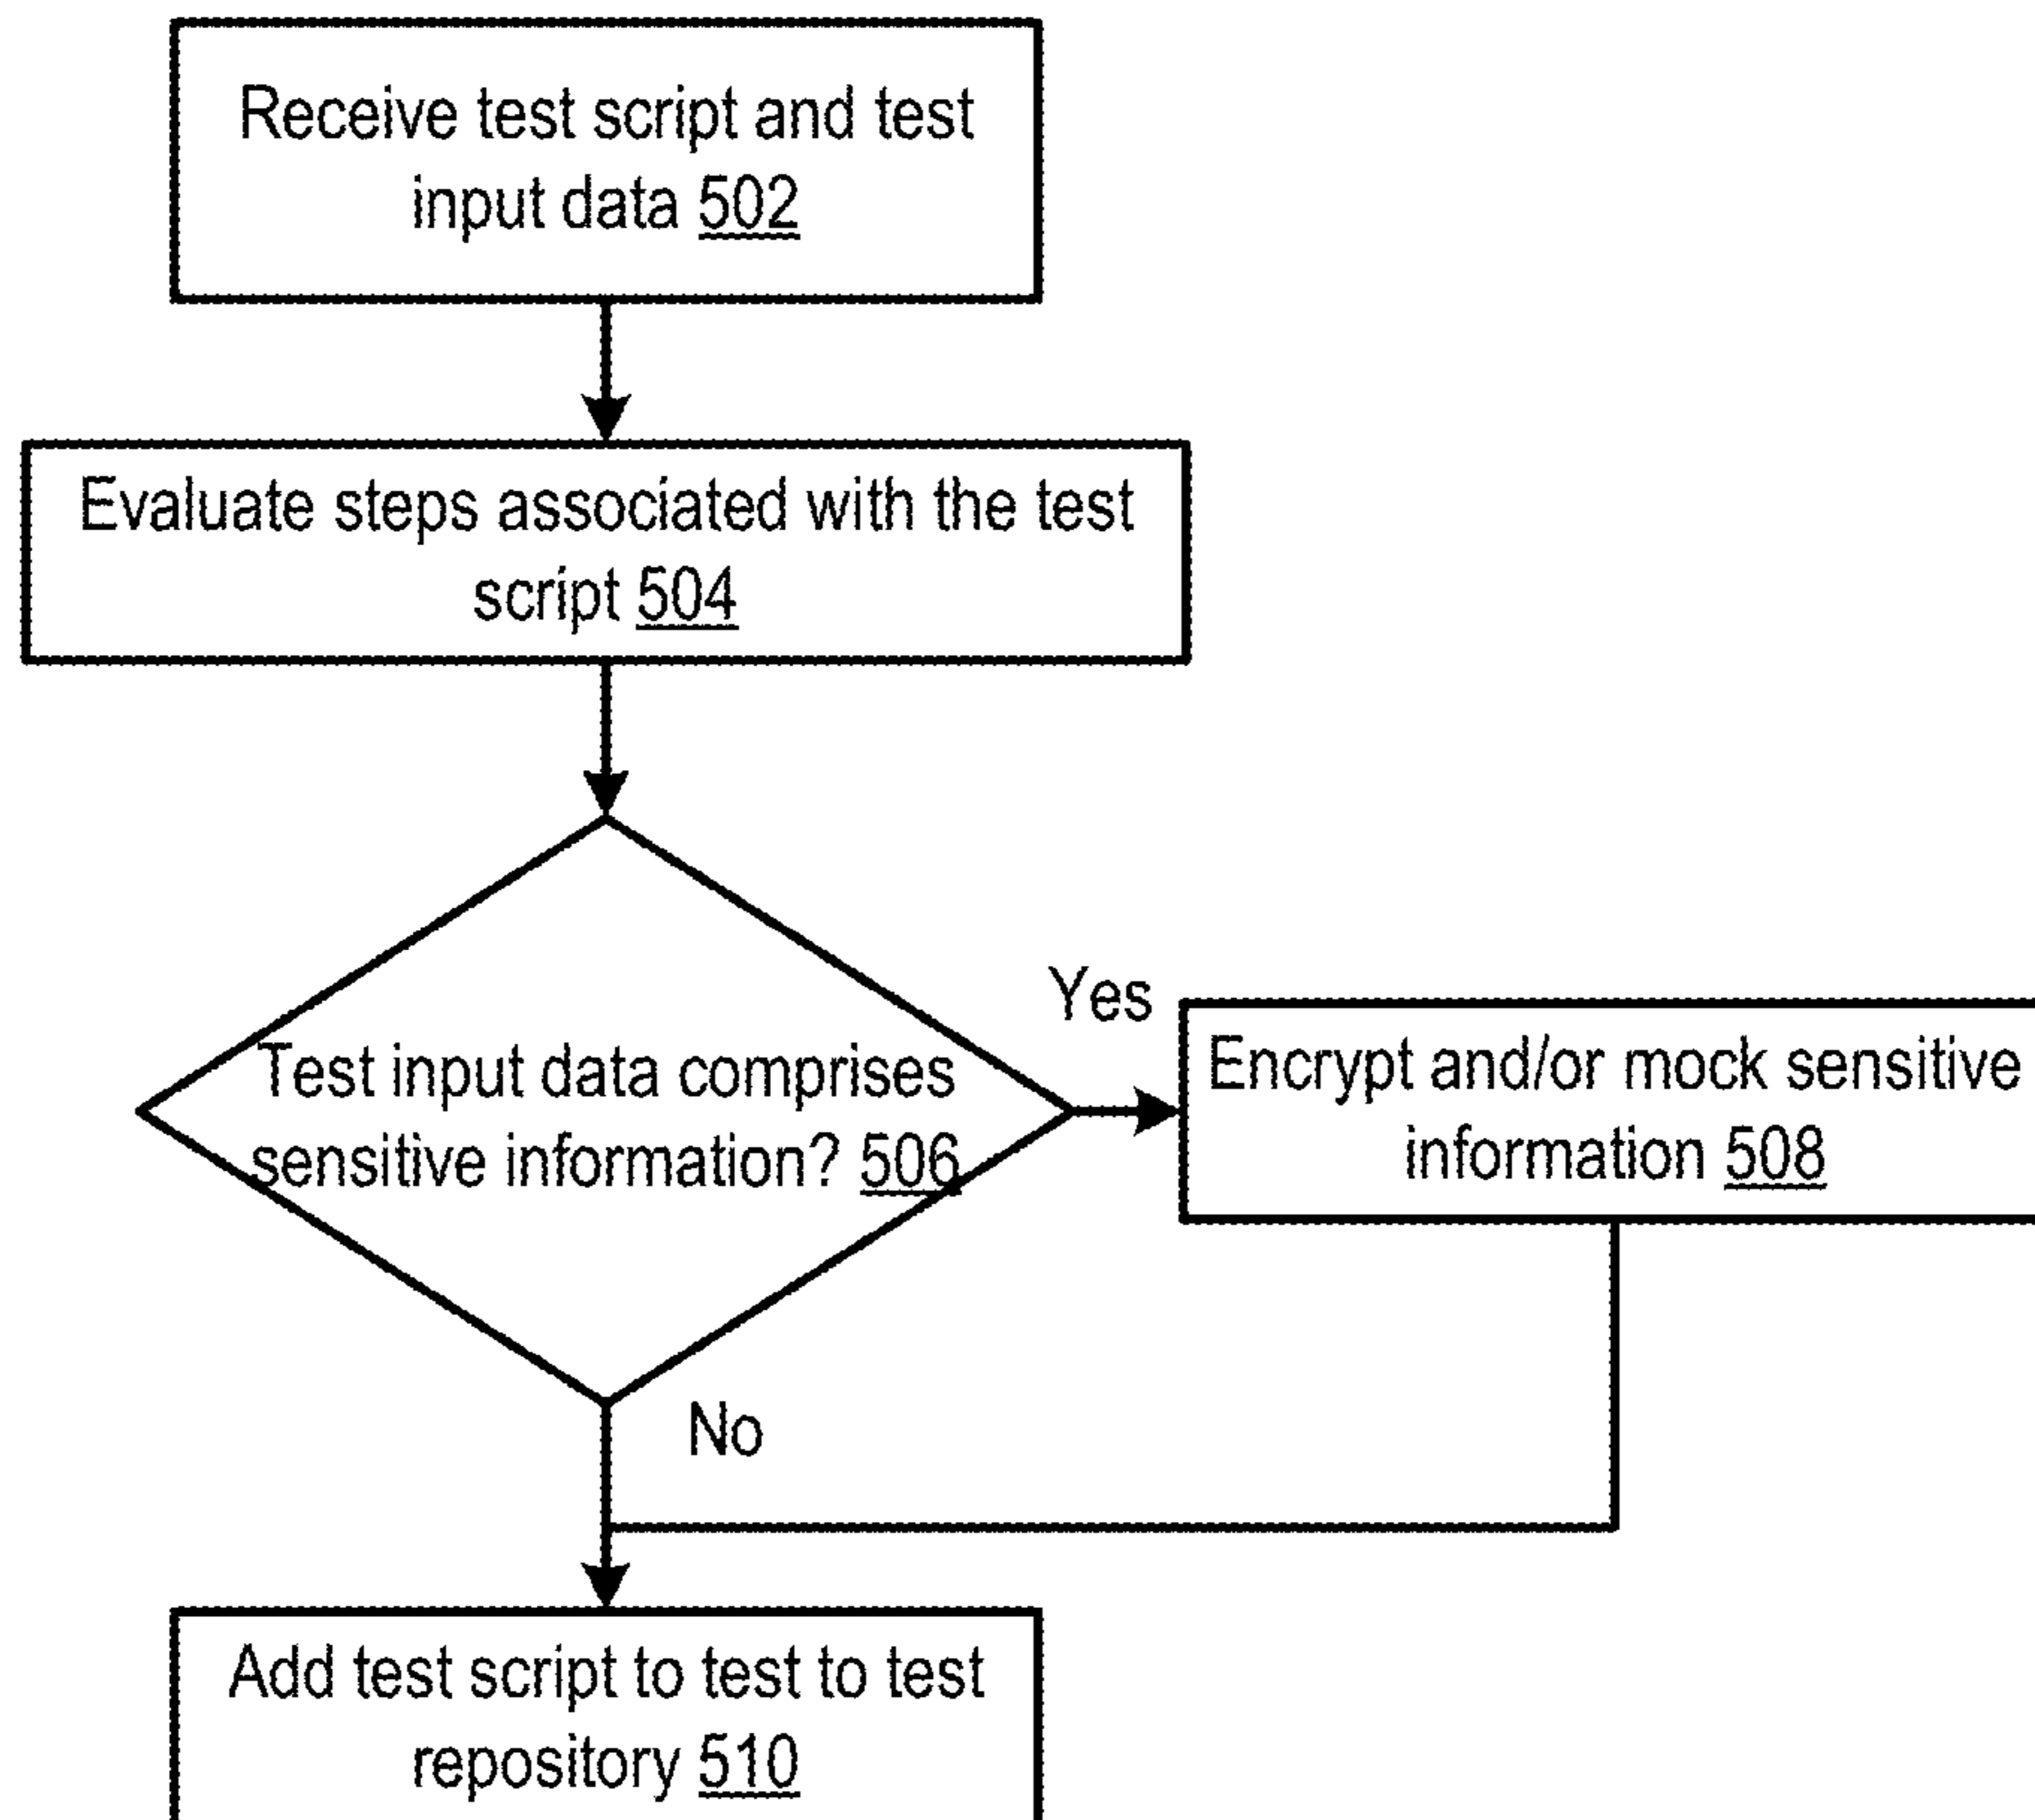 Receive test script and test
input data 502
Evaluate steps associated with the test
script 504
Test input data comprises
sensitive information? 506
Yes
Encrypt and/or mock sensitive
information 508
No
Add test script to test to test
repository 510